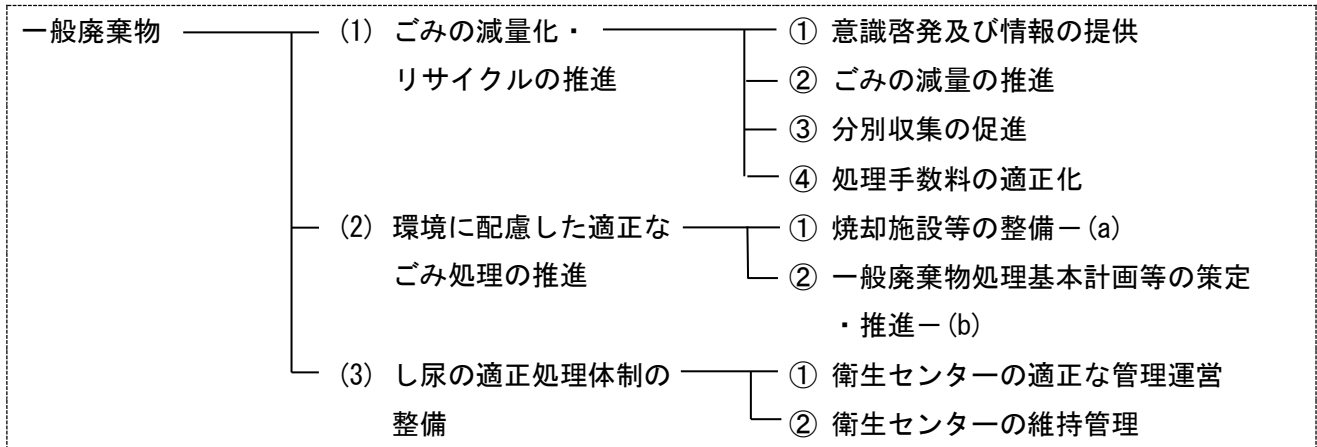 一般廃棄物 (1) ごみの減量化・ ① 意識啓発及び情報の提供
リサイクルの推進 ② ごみの減量の推進
③ 分別収集の促進
④ 処理手数料の適正化
(2) 環境に配慮した適正な ① 焼却施設等の整備－(a)
ごみ処理の推進 ② 一般廃棄物処理基本計画等の策定
・推進－(b)
(3) し尿の適正処理体制の ① 衛生センターの適正な管理運営
整備 ② 衛生センターの維持管理